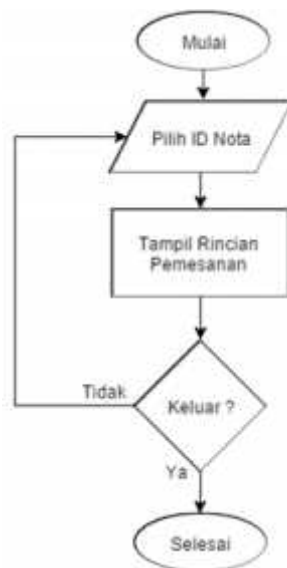 Mulai
Pilih ID Nota
Tampil Rincian
Pemesanan
Tidak
Keluar ?
Ya
Selesai